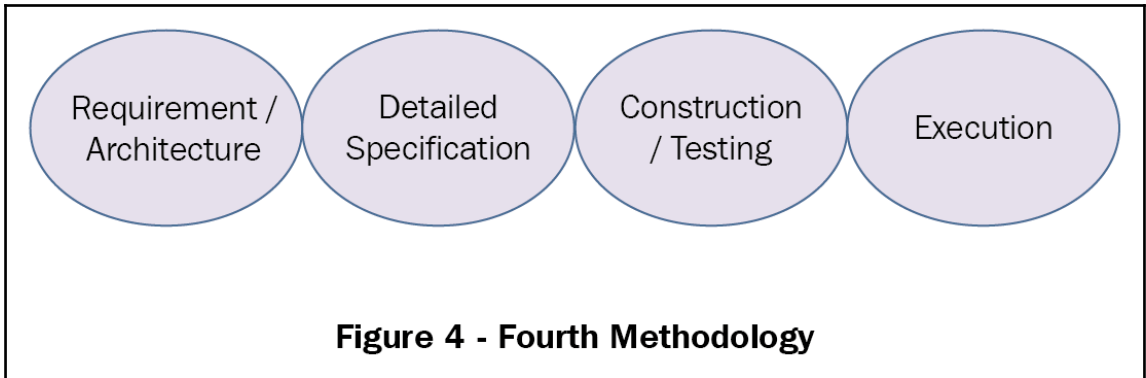 Requirement /
Architecture
Detailed
Specification
Construction
/ Testing
Execution
Figure 4 - Fourth Methodology